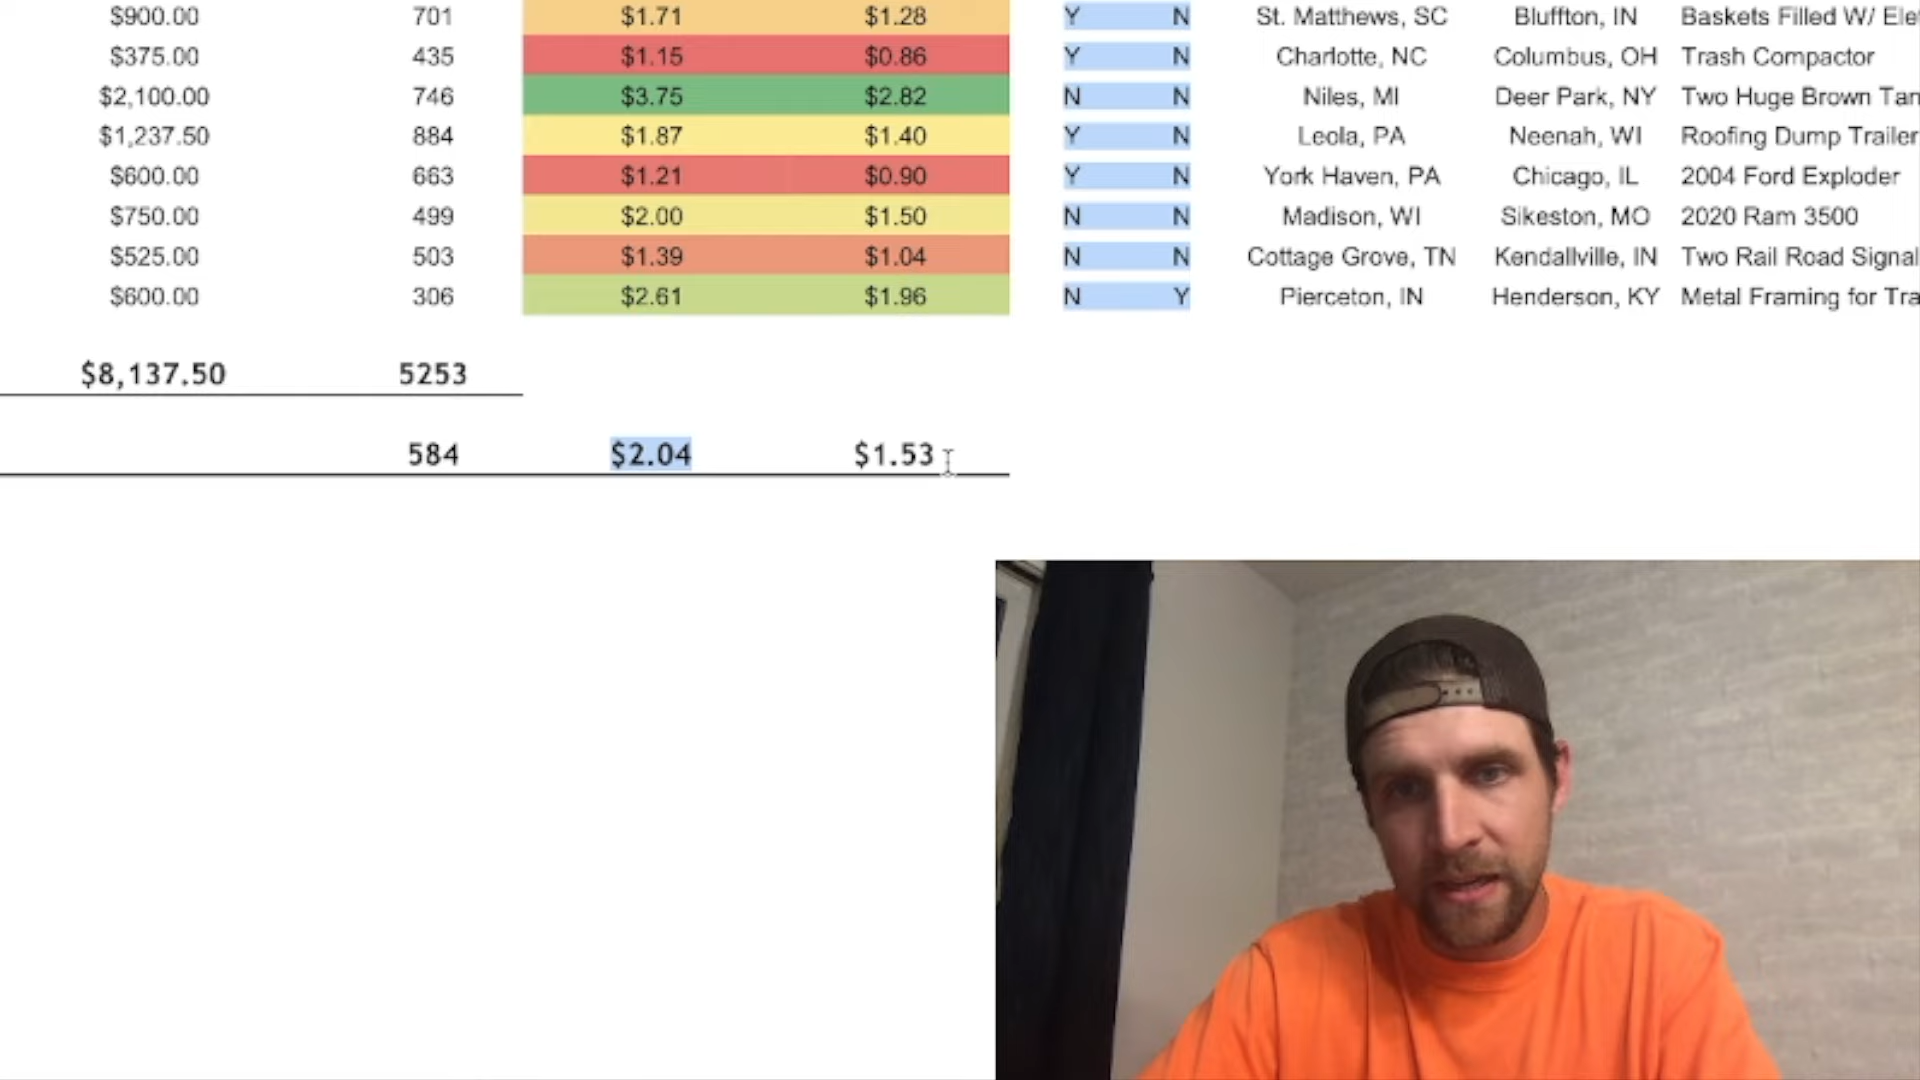 $900.00 701 $1.71 $1.28 Y N St. Matthews, SC Bluffton, IN Baskets Filled W/ Ele
$375.00 435 $1.15 $0.86 Y N Charlotte, NC Columbus, OH Trash Compactor
$2,100.00 746 $3.75 $2.82 N N Niles, MI Deer Park, NY Two Huge Brown Tan
$1,237.50 884 $1.87 $1.40 Y N Leola, PA Neenah, WI Roofing Dump Trailer
$600.00 663 $1.21 $0.90 Y N York Haven, PA Chicago, IL 2004 Ford Exploder
$750.00 499 $2.00 $1.50 N N Madison, WI Sikeston, MO 2020 Ram 3500
$525.00 503 $1.39 $1.04 N N Cottage Grove, TN Kendallville, IN Two Rail Road Signal
$600.00 306 $2.61 $1.96 N Y Pierceton, IN Henderson, KY Metal Framing for Tra
$8,137.50 5253
584 $2.04 $1.53